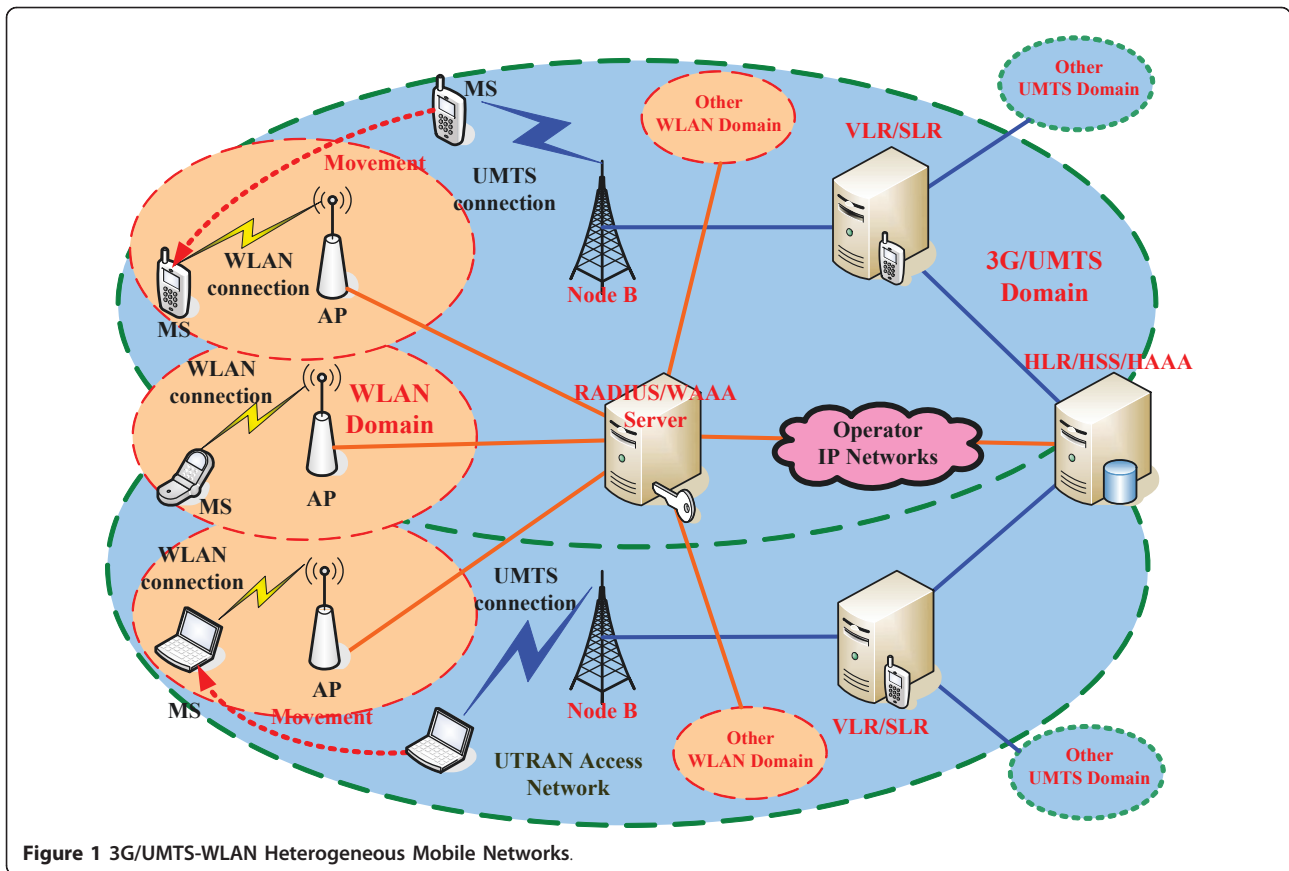 MS
Other
WLAN Domain
Other
UMTS Domain
VLR/SLR
Movement
UMTS
connection
WLAN
connection
MS
AP
Node B
3G/UMTS
Domain
HLR/HSS/HAAA
WLAN
connection
WLAN
Domain
RADIUS/WAAA
Server
Operator
IP Networks
MS
AP
WLAN
connection
UMTS
connection
MS
AP
Movement
Node B
VLR/SLR
UTRAN Access
Network
Other
WLAN Domain
Other
UMTS Domain
Figure 1 3G/UMTS-WLAN Heterogeneous Mobile Networks.